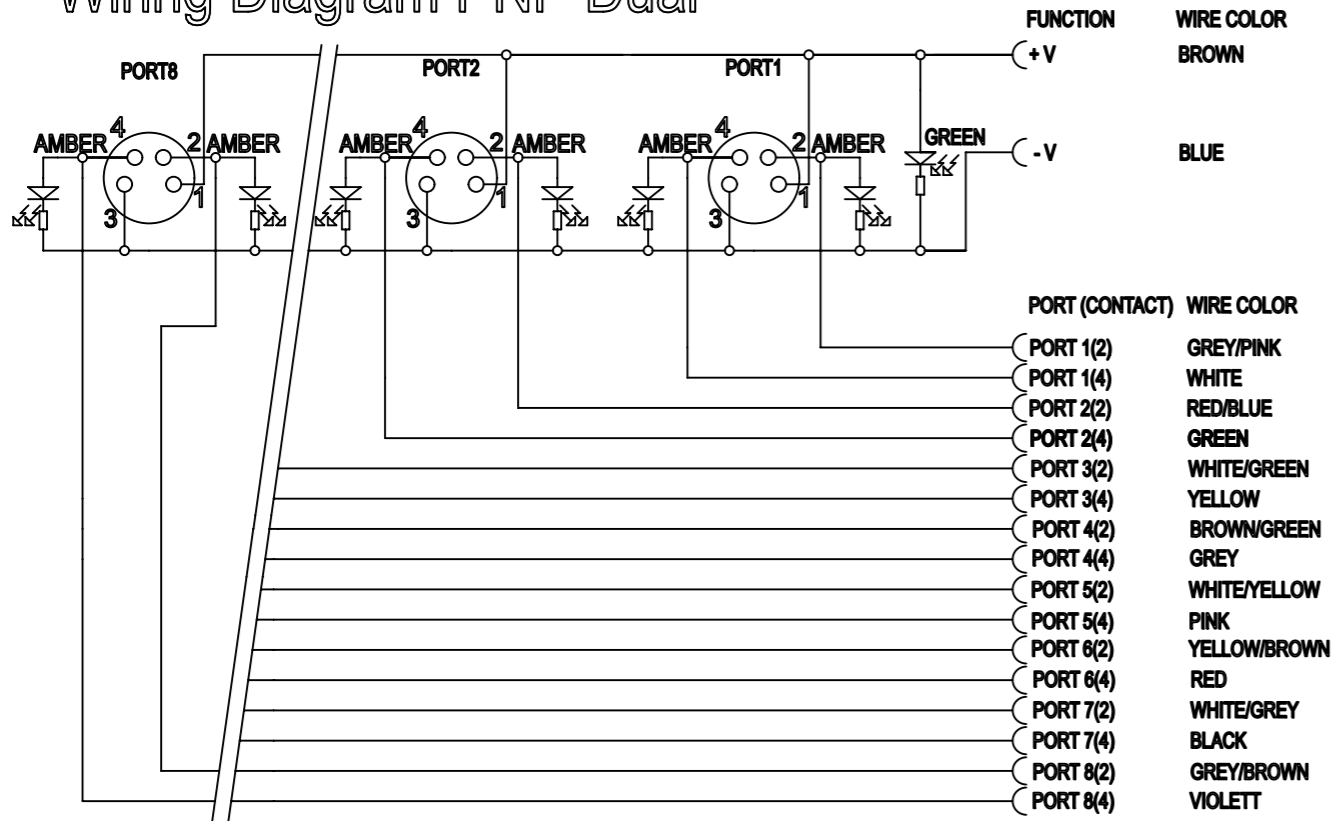 Wiring Diagram PNP Dual
FUNCTION WIRE COLOR
+ V BROWN
PORT8 PORT2 PORT1
AMBER 4 2 AMBER AMBER 4 2 AMBER AMBER 4 2 AMBER GREEN
- V BLUE
3 1 3 1 3 1
PORT (CONTACT) WIRE COLOR
PORT 1(2) GREY/PINK
PORT 1(4) WHITE
PORT 2(2) RED/BLUE
PORT 2(4) GREEN
PORT 3(2) WHITE/GREEN
PORT 3(4) YELLOW
PORT 4(2) BROWN/GREEN
PORT 4(4) GREY
PORT 5(2) WHITE/YELLOW
PORT 5(4) PINK
PORT 6(2) YELLOW/BROWN
PORT 6(4) RED
PORT 7(2) WHITE/GREY
PORT 7(4) BLACK
PORT 8(2) GREY/BROWN
PORT 8(4) VIOLETT